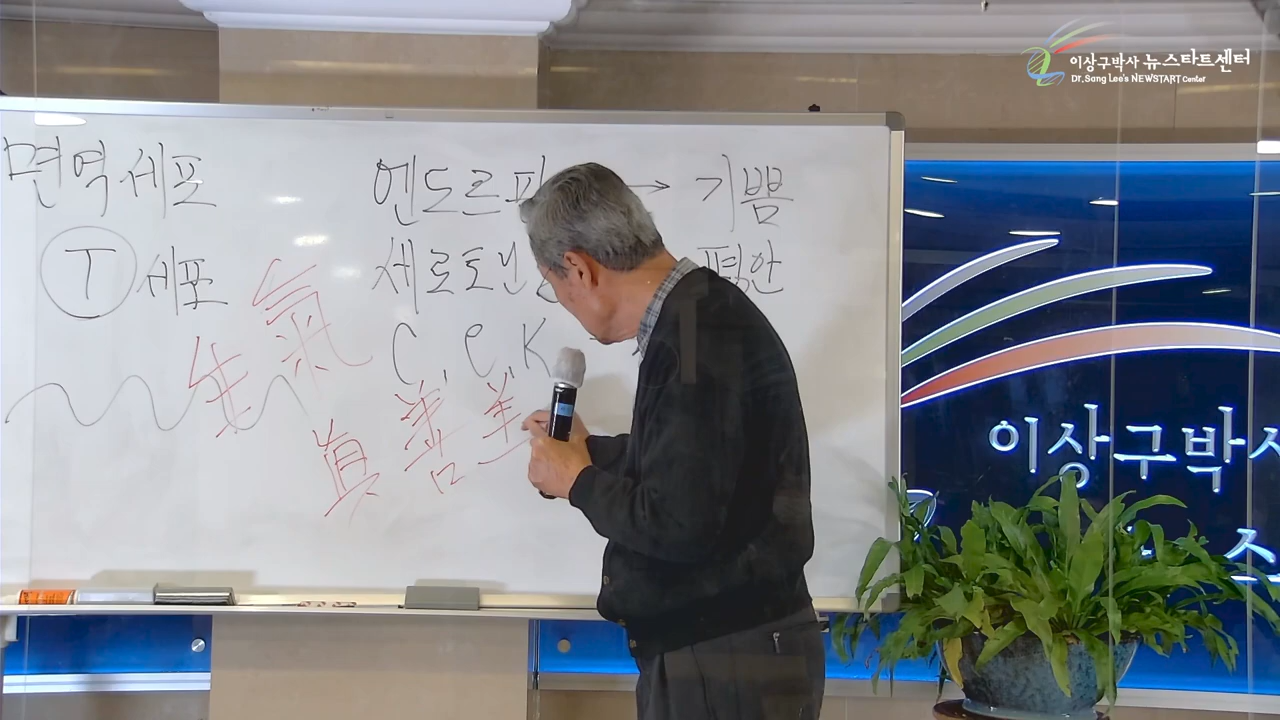 이상구박사 뉴스타트센터
Dr. Sang Lee's NEWSTART Center
면역세포
엔도르피 → 기쁨
T 세포
세로토닌 평안
生氣
C, C, K
眞 善 美
이상구박사